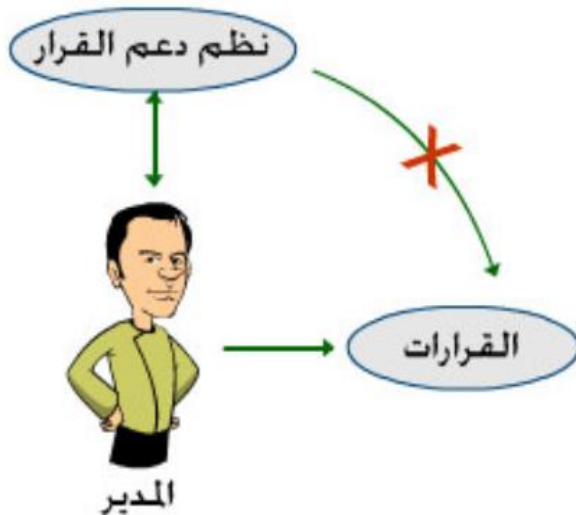 نظم دعم القرار
القرارات
المدير